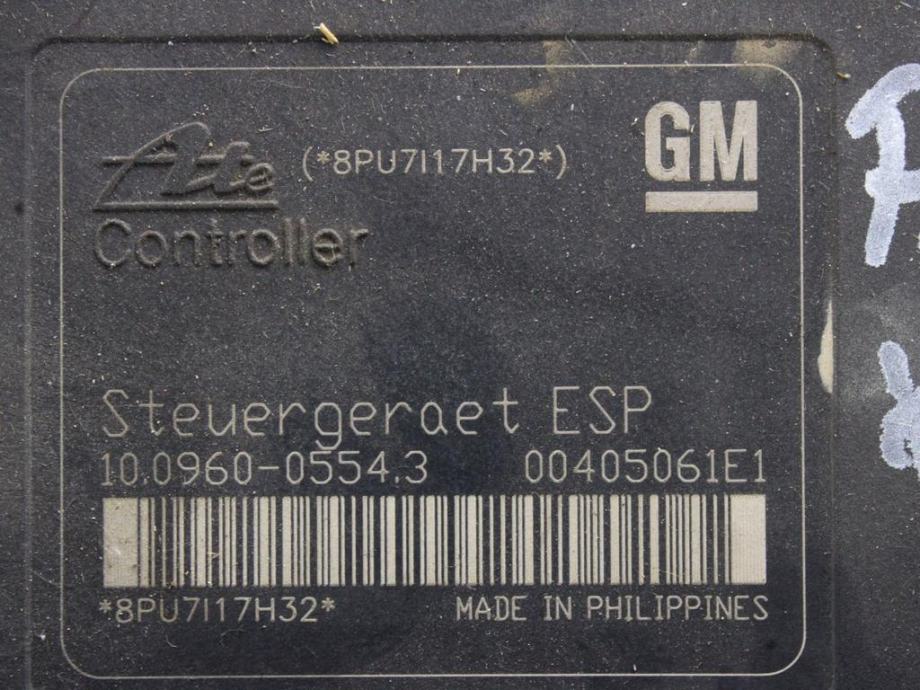 Ate (*8PU7I17H32*)
GM
Controller
Steuergeraet ESP
10.0960-0554.3 00405061E1
*8PU7I17H32* MADE IN PHILIPPINES